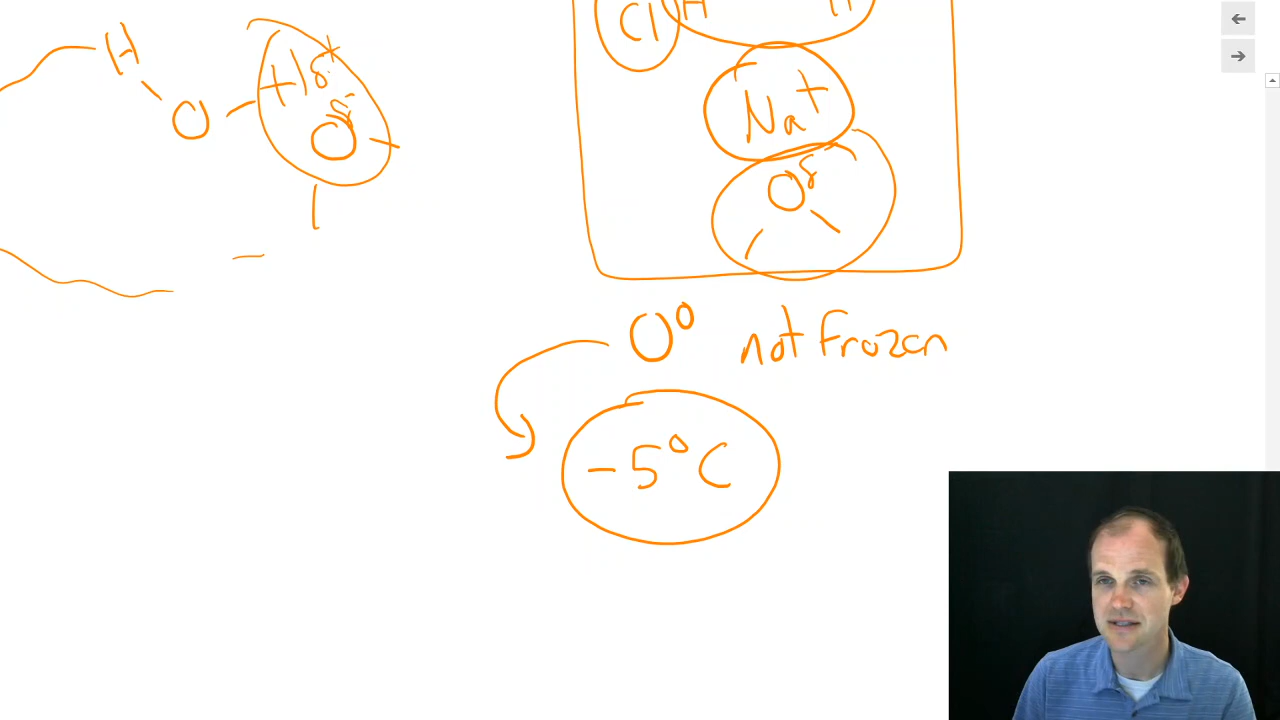 H
O
+
δ+
O δ-
Cl H H
Na+
O δ-
0° not frozen
-5°C